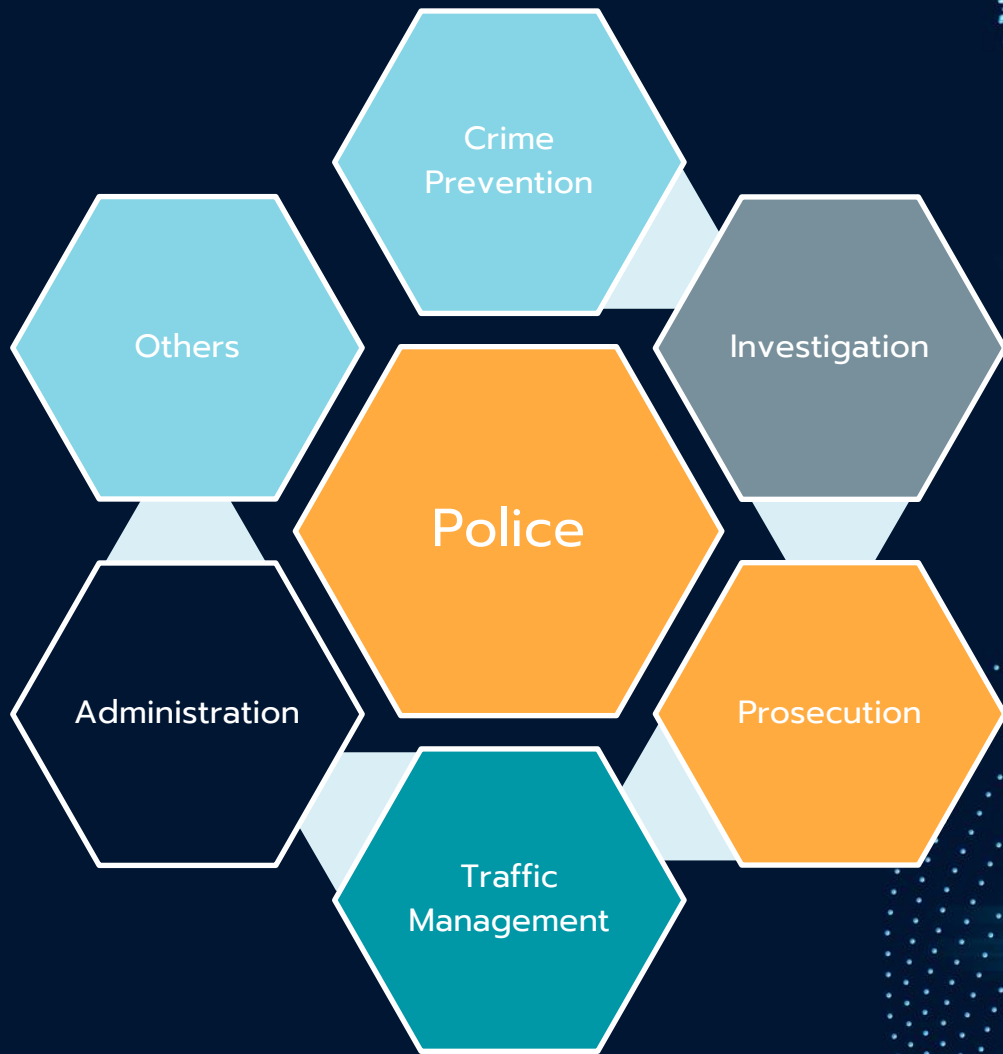 Crime
Prevention
Others
Investigation
Police
Administration
Prosecution
Traffic
Management